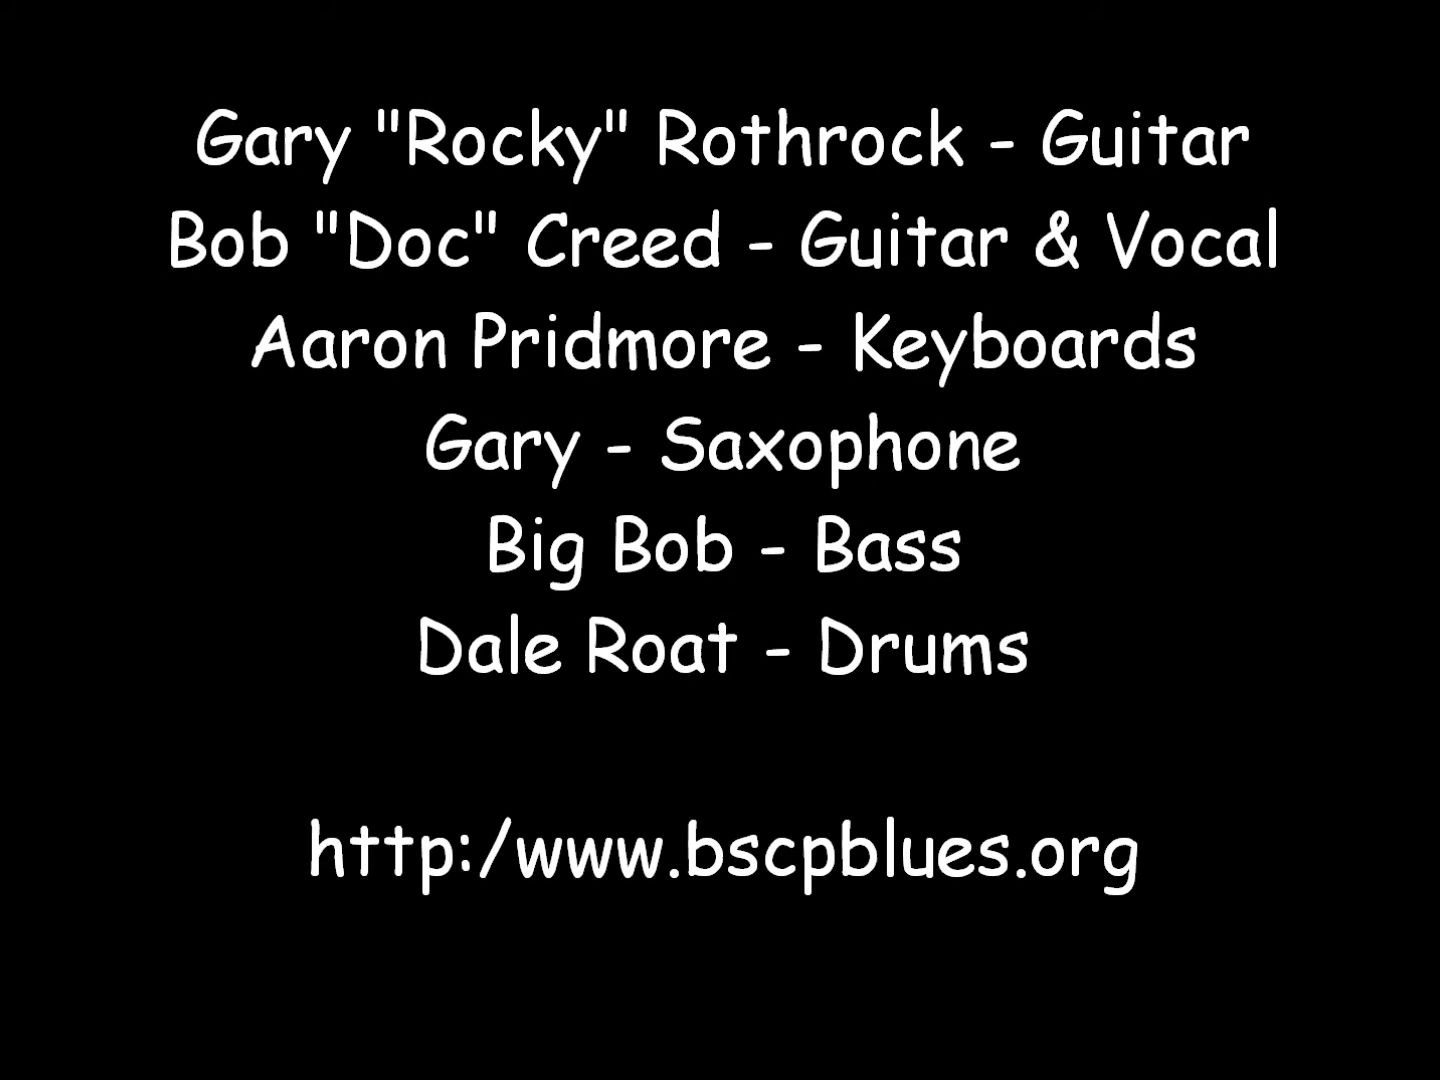 Gary "Rocky" Rothrock - Guitar
Bob "Doc" Creed - Guitar & Vocal
Aaron Pridmore - Keyboards
Gary - Saxophone
Big Bob - Bass
Dale Roat - Drums
http:/www.bscpblues.org